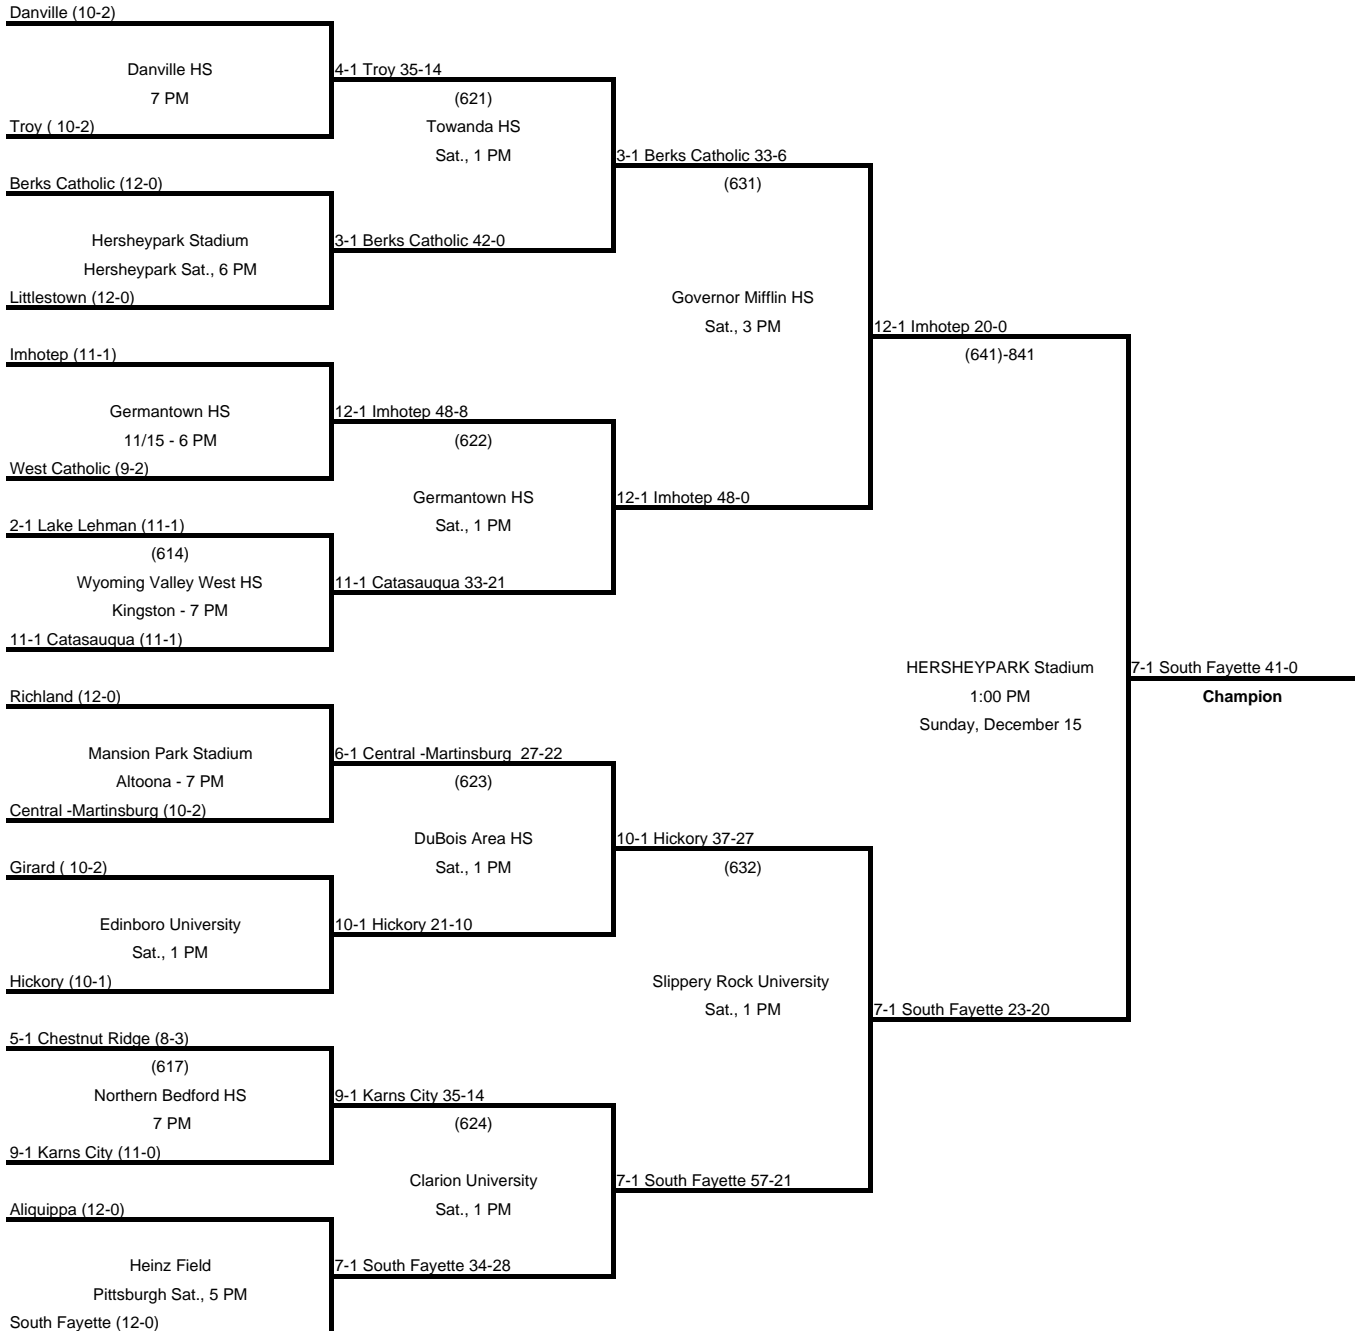 Danville (10-2)
Danville HS
7 PM
Troy ( 10-2)
4-1 Troy 35-14
(621)
Towanda HS
Sat., 1 PM
Berks Catholic (12-0)
Hersheypark Stadium
Hersheypark Sat., 6 PM
Littlestown (12-0)
3-1 Berks Catholic 42-0
3-1 Berks Catholic 33-6
(631)
Governor Mifflin HS
Sat., 3 PM
Imhotep (11-1)
Germantown HS
11/15 - 6 PM
West Catholic (9-2)
12-1 Imhotep 48-8
(622)
Germantown HS
Sat., 1 PM
2-1 Lake Lehman (11-1)
(614)
Wyoming Valley West HS
Kingston - 7 PM
11-1 Catasauqua (11-1)
11-1 Catasauqua 33-21
12-1 Imhotep 48-0
12-1 Imhotep 20-0
(641)-841
HERSHEYPARK Stadium
1:00 PM
Sunday, December 15
7-1 South Fayette 41-0
Champion
Richland (12-0)
Mansion Park Stadium
Altoona - 7 PM
Central -Martinsburg (10-2)
6-1 Central -Martinsburg  27-22
(623)
DuBois Area HS
Sat., 1 PM
Girard ( 10-2)
Edinboro University
Sat., 1 PM
Hickory (10-1)
10-1 Hickory 21-10
10-1 Hickory 37-27
(632)
Slippery Rock University
Sat., 1 PM
7-1 South Fayette 23-20
5-1 Chestnut Ridge (8-3)
(617)
Northern Bedford HS
7 PM
9-1 Karns City (11-0)
9-1 Karns City 35-14
(624)
Clarion University
Sat., 1 PM
7-1 South Fayette 57-21
Aliquippa (12-0)
Heinz Field
Pittsburgh Sat., 5 PM
South Fayette (12-0)
7-1 South Fayette 34-28